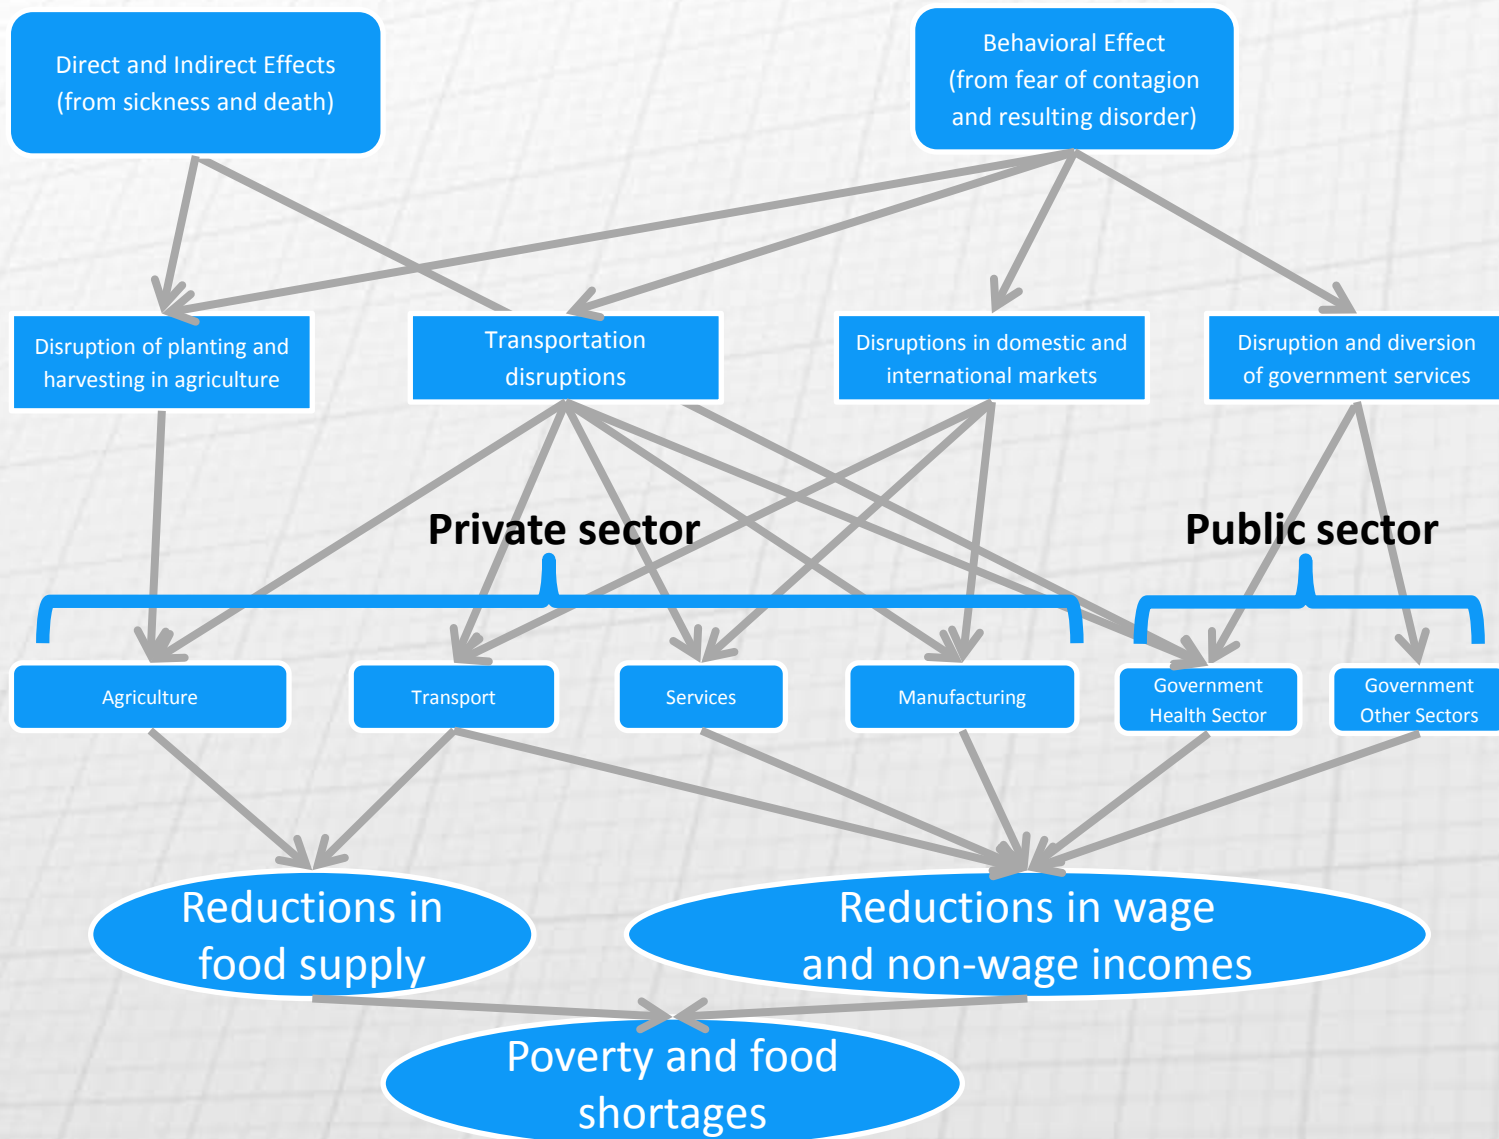 Direct and Indirect Effects
(from sickness and death)
Behavioral Effect
(from fear of contagion
and resulting disorder)
Disruption of planting and
harvesting in agriculture
Transportation
disruptions
Disruptions in domestic and
international markets
Disruption and diversion
of government services
Private sector
Public sector
Agriculture
Transport
Services
Manufacturing
Government
Health Sector
Government
Other Sectors
Reductions in
food supply
Reductions in wage
and non-wage incomes
Poverty and food
shortages